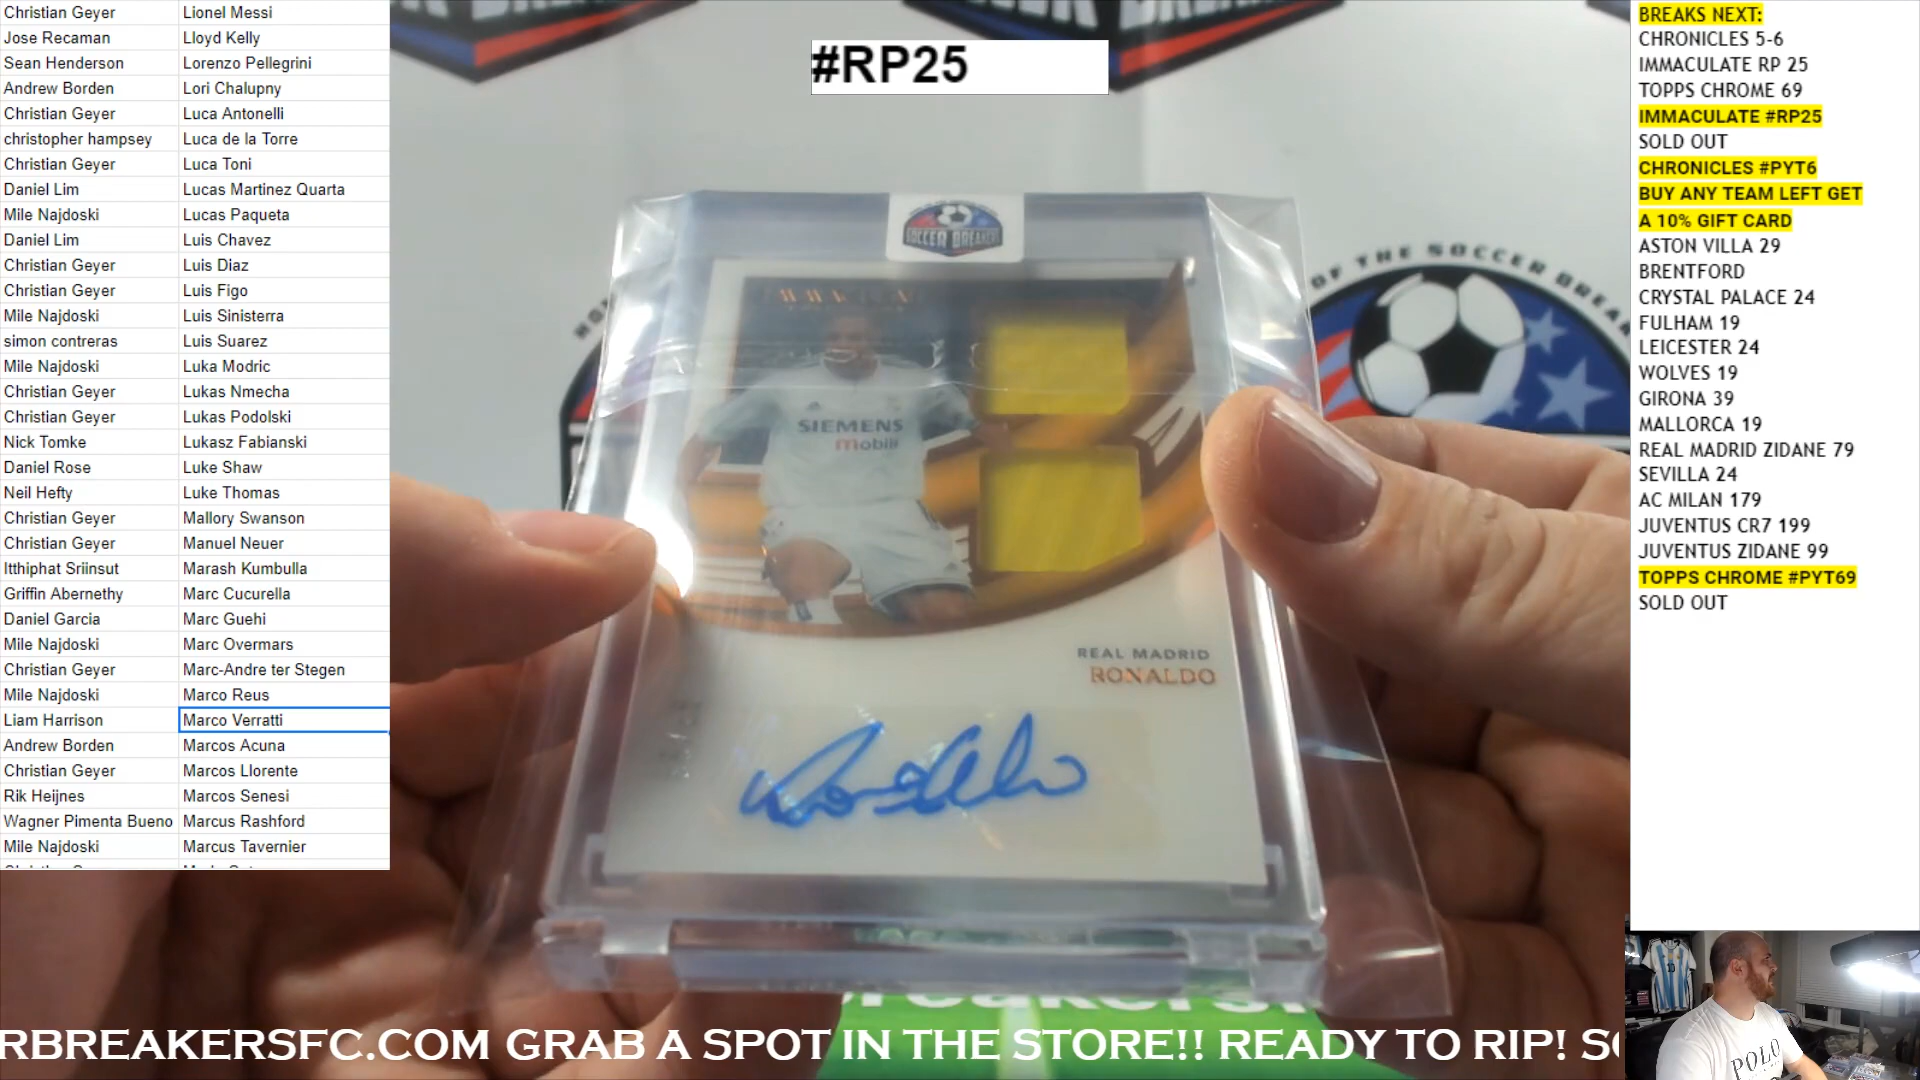 Christian Geyer Lionel Messi
Jose Recaman Lloyd Kelly
Sean Henderson Lorenzo Pellegrini
Andrew Borden Lori Chalupny
Christian Geyer Luca Antonelli
christopher hampsey Luca de la Torre
Christian Geyer Luca Toni
Daniel Lim Lucas Martinez Quarta
Mile Najdoski Lucas Paqueta
Daniel Lim Luis Chavez
Christian Geyer Luis Diaz
Christian Geyer Luis Figo
Mile Najdoski Luis Sinisterra
simon contreras Luis Suarez
Mile Najdoski Luka Modric
Christian Geyer Lukas Nmecha
Christian Geyer Lukas Podolski
Nick Tomke Lukasz Fabianski
Daniel Rose Luke Shaw
Neil Hefty Luke Thomas
Christian Geyer Mallory Swanson
Christian Geyer Manuel Neuer
Itthiphat Sriinsut Marash Kumbulla
Griffin Abernethy Marc Cucurella
Daniel Garcia Marc Guehi
Mile Najdoski Marc Overmars
Christian Geyer Marc-Andre ter Stegen
Mile Najdoski Marco Reus
Liam Harrison Marco Verratti
Andrew Borden Marcos Acuna
Christian Geyer Marcos Llorente
Rik Heijnes Marcos Senesi
Wagner Pimenta Bueno Marcus Rashford
Mile Najdoski Marcus Tavernier
#RP25
SOCCER BREAKERS
OF THE SOCCER BREAK
SIEMENS
mobile
REAL MADRID
RONALDO
Ronaldo
BREAKS NEXT:
CHRONICLES 5-6
IMMACULATE RP 25
TOPPS CHROME 69
IMMACULATE #RP25
SOLD OUT
CHRONICLES #PYT6
BUY ANY TEAM LEFT GET
A 10% GIFT CARD
ASTON VILLA 29
BRENTFORD
CRYSTAL PALACE 24
FULHAM 19
LEICESTER 24
WOLVES 19
GIRONA 39
MALLORCA 19
REAL MADRID ZIDANE 79
SEVILLA 24
AC MILAN 179
JUVENTUS CR7 199
JUVENTUS ZIDANE 99
TOPPS CHROME #PYT69
SOLD OUT
POLO
RBREAKERSFC.COM GRAB A SPOT IN THE STORE!! READY TO RIP!